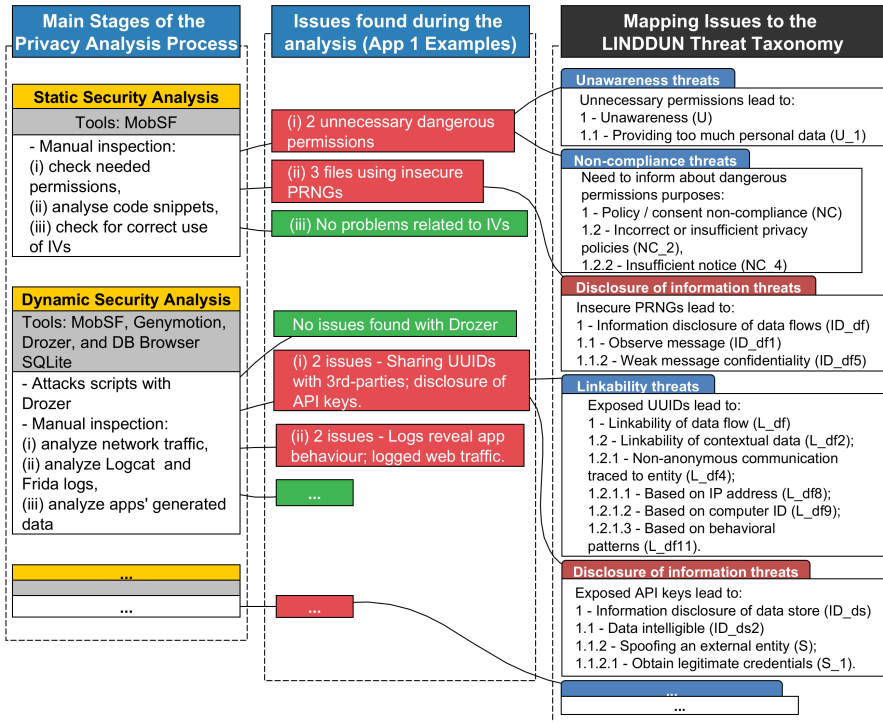 Main Stages of the
Privacy Analysis Process
Static Security Analysis
Tools: MobSF
- Manual inspection:
(i) check needed
permissions,
(ii) analyse code snippets,
(iii) check for correct use
of IVs
Dynamic Security Analysis
Tools: MobSF, Genymotion,
Drozer, and DB Browser
SQLite
- Attacks scripts with
Drozer
- Manual inspection:
(i) analyze network traffic,
(ii) analyze Logcat and
Frida logs,
(iii) analyze apps' generated
data
...
...
Issues found during the
analysis (App 1 Examples)
(i) 2 unnecessary dangerous
permissions
(ii) 3 files using insecure
PRNGs
(iii) No problems related to IVs
No issues found with Drozer
(i) 2 issues - Sharing UUIDs
with 3rd-parties; disclosure of
API keys.
(ii) 2 issues - Logs reveal app
behaviour; logged web traffic.
...
...
Mapping Issues to the
LINDDUN Threat Taxonomy
Unawareness threats
Unnecessary permissions lead to:
1 - Unawareness (U)
1.1 - Providing too much personal data (U_1)
Non-compliance threats
Need to inform about dangerous
permissions purposes:
1 - Policy / consent non-compliance (NC)
1.2 - Incorrect or insufficient privacy
policies (NC_2),
1.2.2 - Insufficient notice (NC_4)
Disclosure of information threats
Insecure PRNGs lead to:
1 - Information disclosure of data flows (ID_df)
1.1 - Observe message (ID_df1)
1.1.2 - Weak message confidentiality (ID_df5)
Linkability threats
Exposed UUIDs lead to:
1 - Linkability of data flow (L_df)
1.2 - Linkability of contextual data (L_df2);
1.2.1 - Non-anonymous communication
traced to entity (L_df4);
1.2.1.1 - Based on IP address (L_df8);
1.2.1.2 - Based on computer ID (L_df9);
1.2.1.3 - Based on behavioral
patterns (L_df11).
Disclosure of information threats
Exposed API keys lead to:
1 - Information disclosure of data store (ID_ds)
1.1 - Data intelligible (ID_ds2)
1.1.2 - Spoofing an external entity (S);
1.1.2.1 - Obtain legitimate credentials (S_1).
...
...